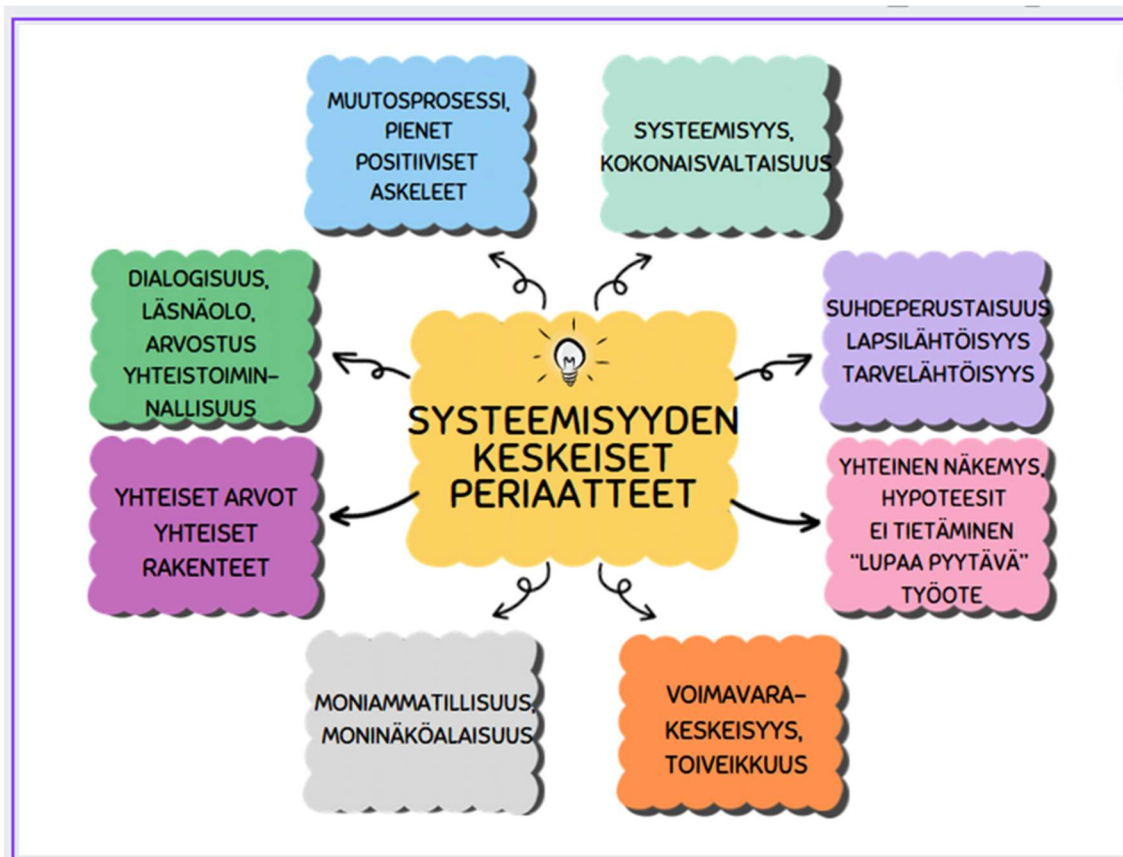 MUUTOSPROSESSI,
PIENET
POSITIIVISET
ASKELEET
SYSTEEMISYYS,
KOKONAISVALTAISUUS
DIALOGISUUS,
LÄSNÄOLO,
ARVOSTUS
YHTEISTOIMIN-
NALLISUUS
SUHDEPERUSTAISUUS
LAPSILÄHTÖISYYS
TARVELÄHTÖISYYS
SYSTEEMISYYDEN
KESKEISET
PERIAATTEET
YHTEISET ARVOT
YHTEISET
RAKENTEET
YHTEINEN NÄKEMYS,
HYPOTEESIT
EI TIETÄMINEN
"LUPAA PYYTÄVÄ"
TYÖOTE
MONIAMMATILLISUUS,
MONINÄKÖALAISUUS
VOIMAVARA-
KESKEISYYS,
TOIVEIKKUUS